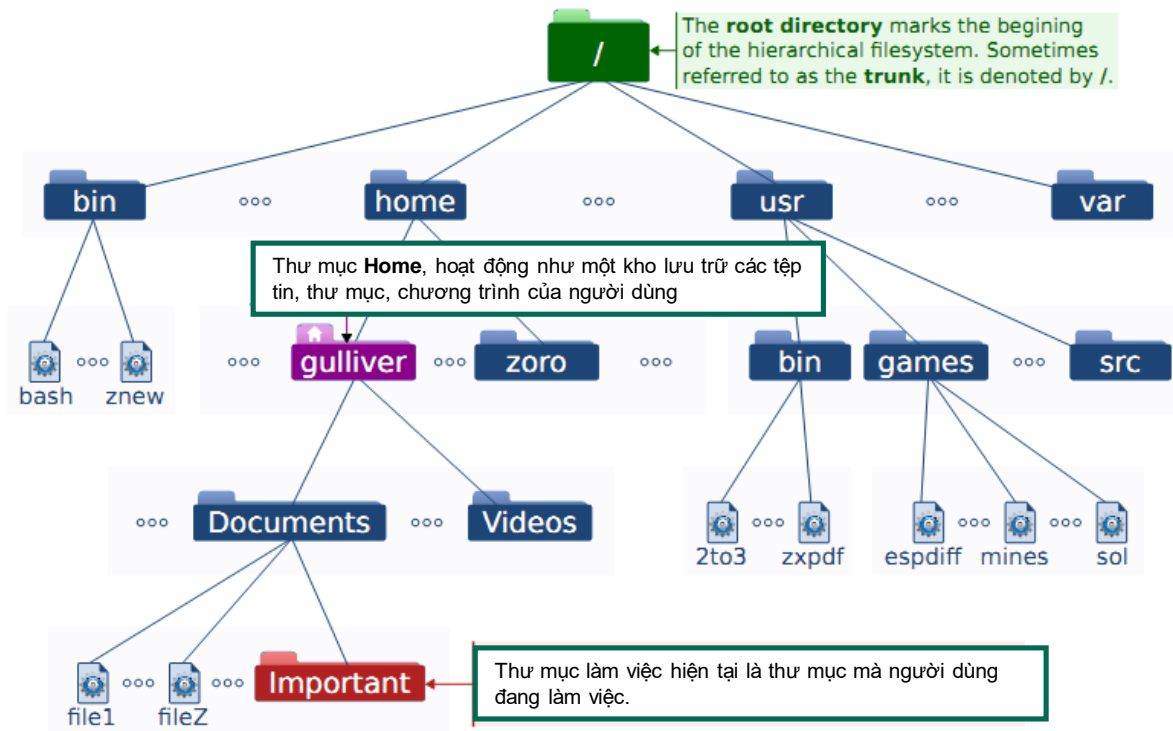 /
The root directory marks the begining
of the hierarchical filesystem. Sometimes
referred to as the trunk, it is denoted by /.
bin
home
usr
var
Thư mục Home, hoạt động như một kho lưu trữ các tệp
tin, thư mục, chương trình của người dùng
gulliver
zoro
bin
games
src
bash
znew
Documents
Videos
2to3
zxpdf
espdiff
mines
sol
Important
Thư mục làm việc hiện tại là thư mục mà người dùng
đang làm việc.
file1
fileZ